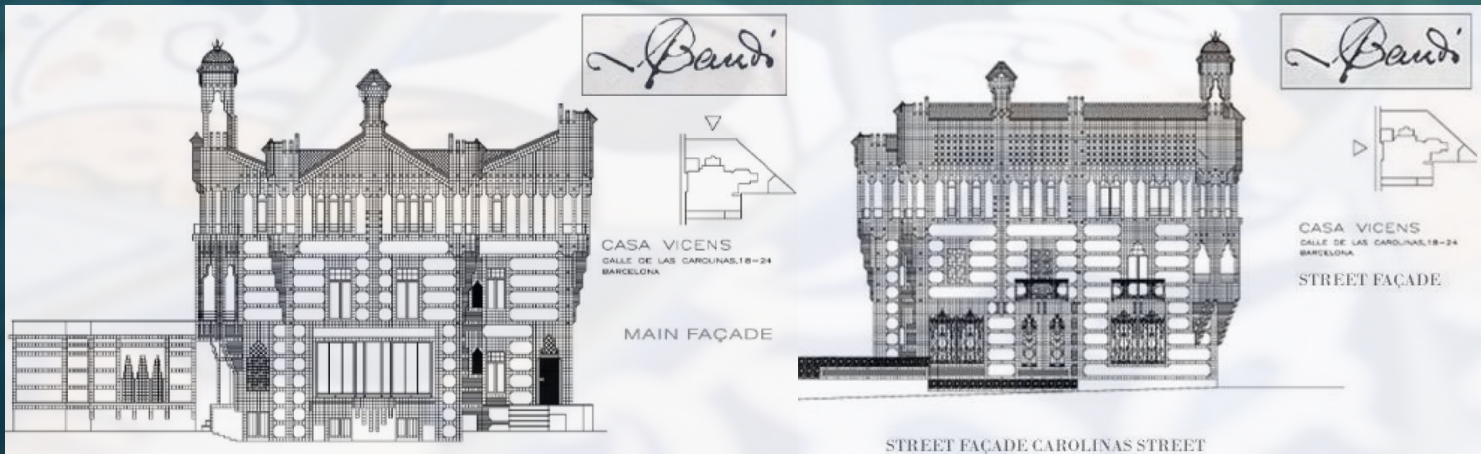 Gaudí
CASA VICENS
CALLE DE LAS CAROLINAS, 18-24
BARCELONA
MAIN FAÇADE
Gaudí
CASA VICENS
CALLE DE LAS CAROLINAS, 18-24
BARCELONA
STREET FAÇADE
STREET FAÇADE CAROLINAS STREET